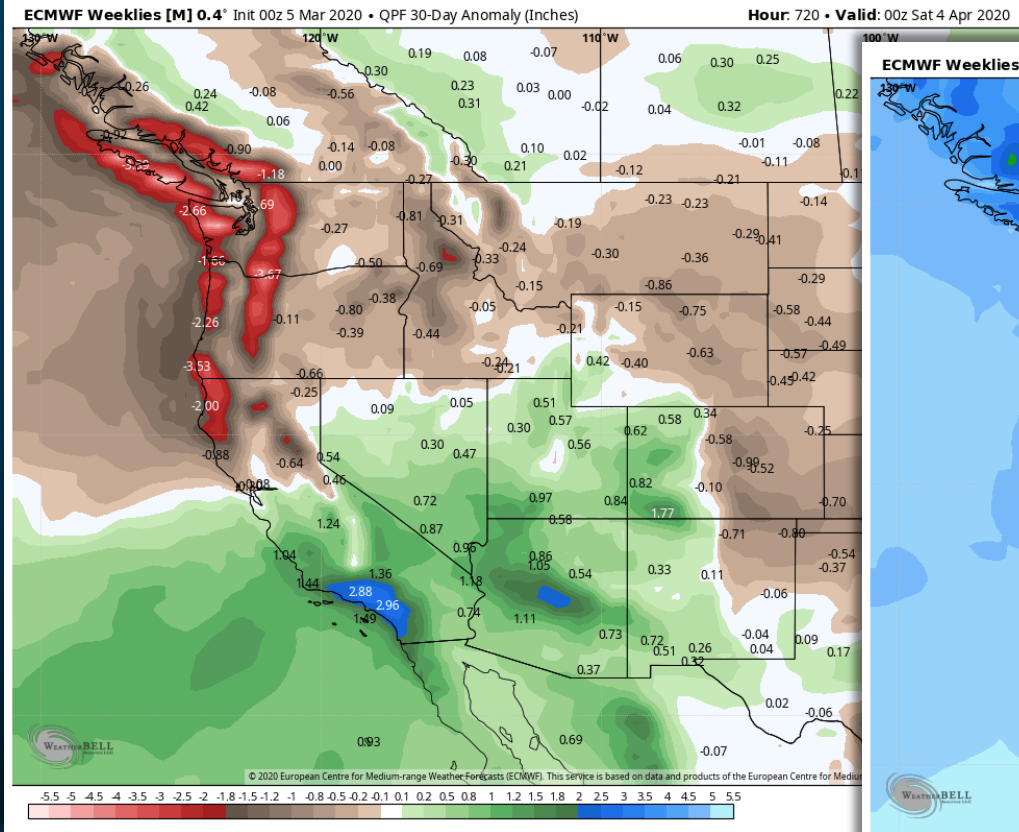 ECMWF Weeklies [M] 0.4° Init 00z 5 Mar 2020 • QPF 30-Day Anomaly (Inches) Hour: 720 • Valid: 00z Sat 4 Apr 2020
130°W 120°W 110°W 100°W
ECMWF Weeklies
130°W
0.19 0.08 -0.07
0.30 0.06 0.30 0.25
-0.26 0.24 -0.08 -0.56 0.23 0.03 0.00 0.22
0.42 0.31 -0.02 0.04 0.32
0.06
-0.92 -0.90 -0.14 -0.08 0.10 0.02 -0.01 -0.08
0.00 -0.30 0.21 -0.11
-1.18 -0.27 -0.12 -0.21
-2.66 -0.81 -0.31 -0.19 -0.23 -0.23 -0.14
-0.27 -0.24 -0.29 -0.41
-1.66 -0.50 -0.69 -0.33 -0.30 -0.36
-3.67 -0.15 -0.86 -0.29
-0.38 -0.05 -0.15 -0.75 -0.58
-2.26 -0.11 -0.80 -0.21 -0.44
-0.39 -0.44 -0.49
-3.53 -0.24 0.42 -0.40 -0.63 -0.57
-0.66 -0.21 -0.45 -0.42
-0.25
-2.00 0.09 0.05 0.51 0.34
0.30 0.57 0.62 0.58 -0.25
-0.88 0.30 0.47 0.56 -0.58
-0.64 0.54 -0.99 -0.52
0.46 0.82 -0.10
0.08 0.72 0.97 0.84 -0.70
1.24 0.87 0.58 1.77 -0.71 -0.80
1.04 0.96 0.86 -0.54
1.44 1.36 1.18 1.05 0.54 0.33 0.11 -0.37
2.88 -0.06
2.96 0.74
1.49 1.11 0.73 0.72 -0.04 0.09
0.51 0.26 0.04 0.17
0.37 0.32
0.02 -0.06
0.93 0.69 -0.07
WEATHERBELL
© 2020 European Centre for Medium-range Weather Forecasts (ECMWF). This service is based on data and products of the European Centre for Mediu
-5.5 -5 -4.5 -4 -3.5 -3 -2.5 -2 -1.8 -1.5 -1.2 -1 -0.8 -0.5 -0.2 -0.1 0.1 0.2 0.5 0.8 1 1.2 1.5 1.8 2 2.5 3 3.5 4 4.5 5 5.5
WEATHERBELL